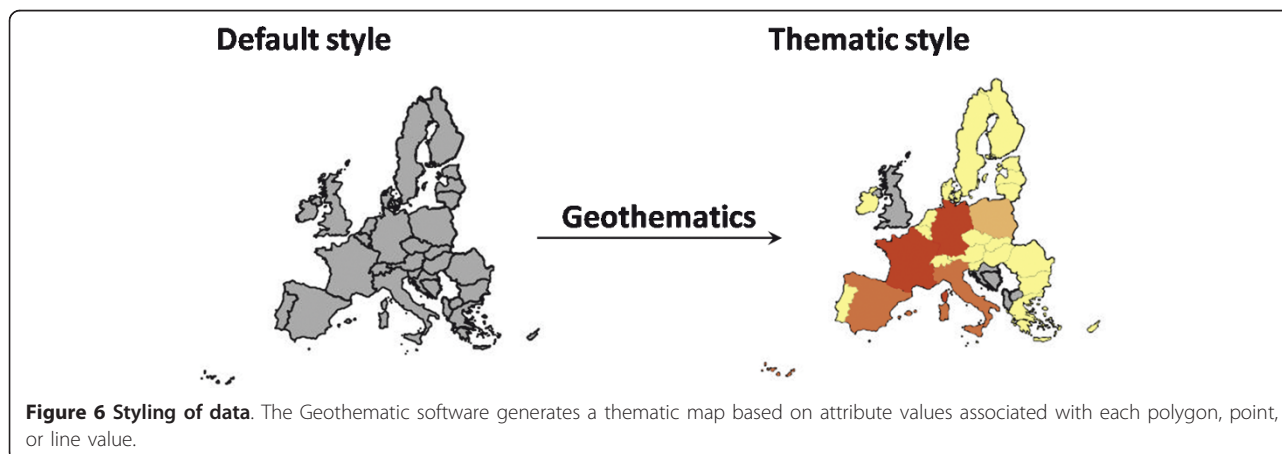 Default style
Thematic style
Geothematics
Figure 6 Styling of data. The Geothematic software generates a thematic map based on attribute values associated with each polygon, point,
or line value.